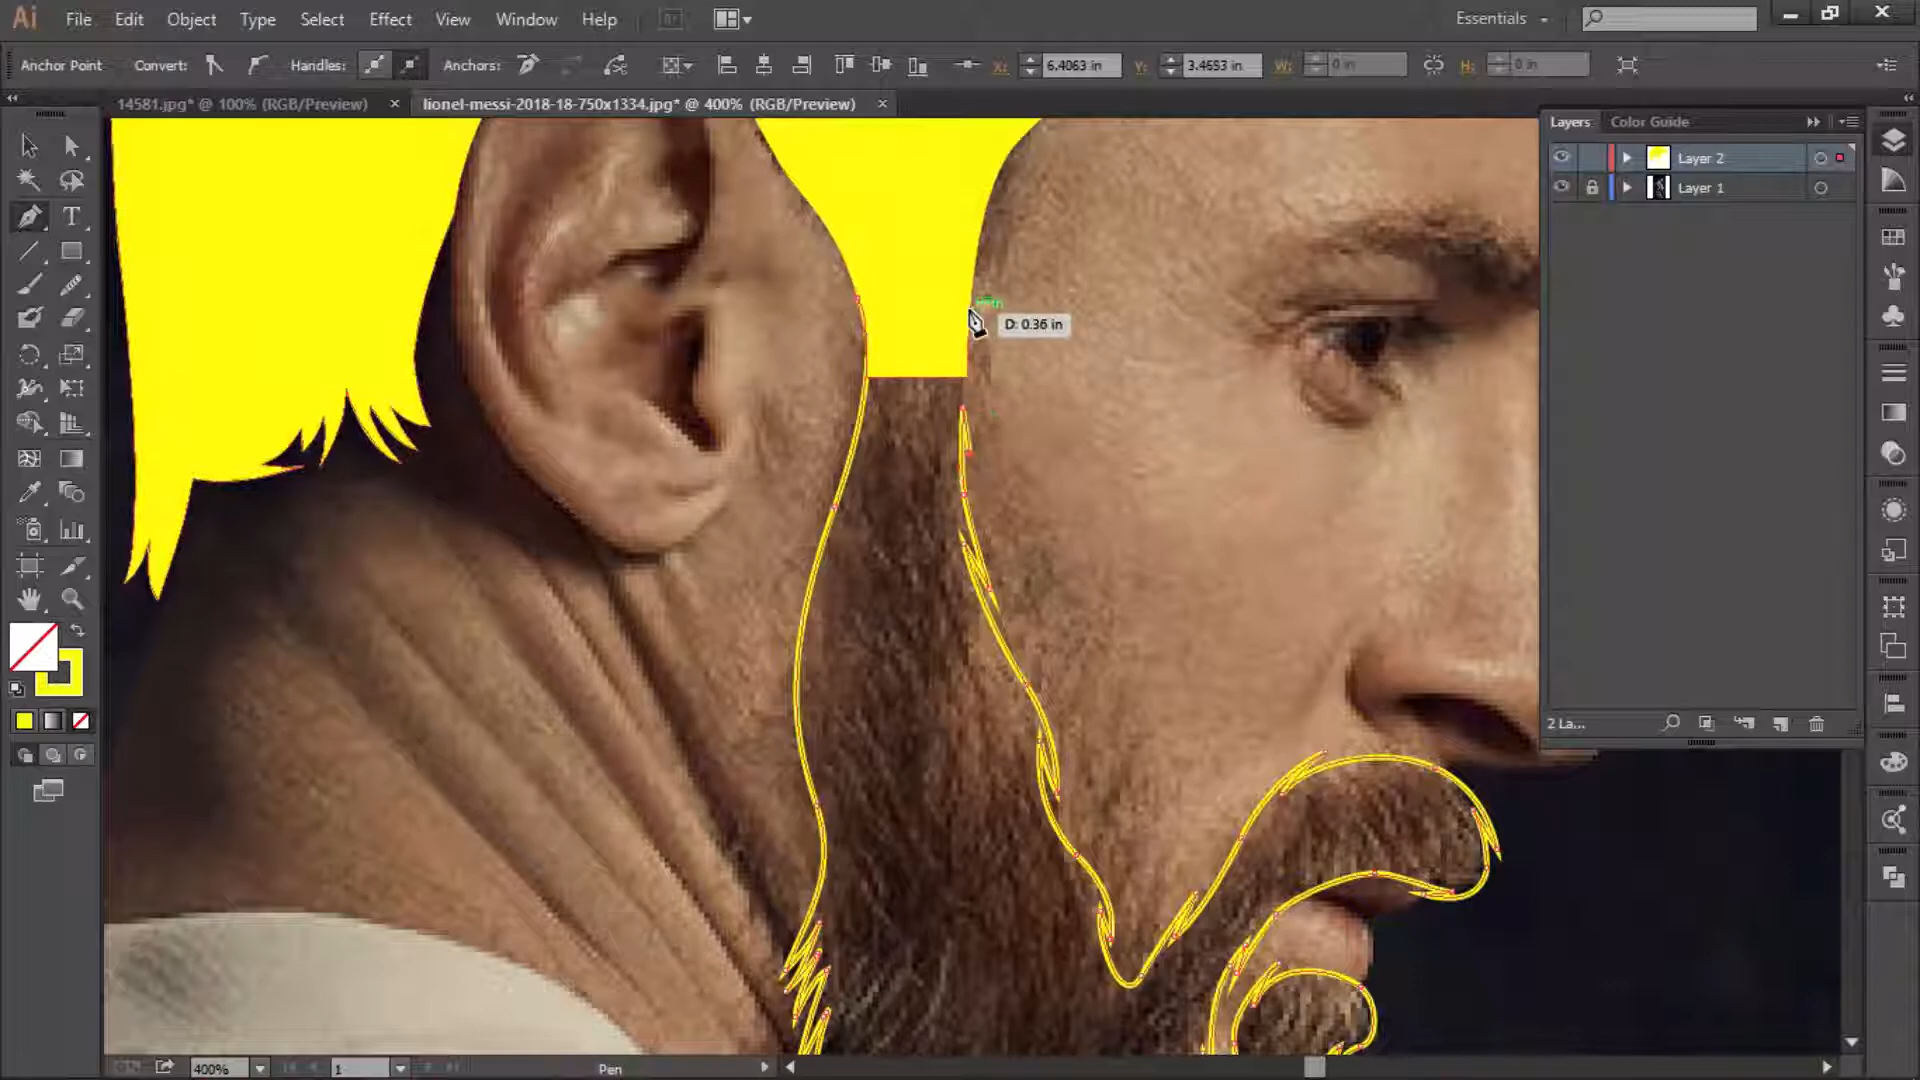 Ai File Edit Object Type Select Effect View Window Help Br Essentials
Anchor Point Convert: Handles: Anchors: X: 6.4063 in Y: 3.4653 in W: 0 in H: 0 in
14581.jpg* @ 100% (RGB/Preview) × lionel-messi-2018-18-750x1334.jpg* @ 400% (RGB/Preview) ×
Layers Color Guide
Layer 2
Layer 1
T
D: 0.36 in
2 La...
400% 1 Pen